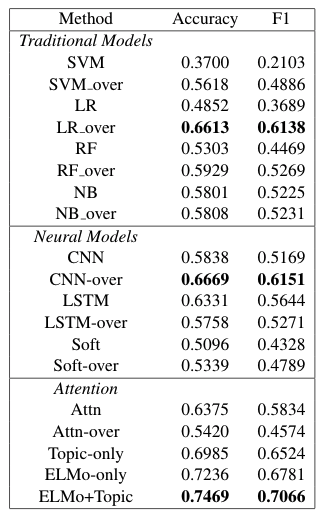 Method Accuracy F1
Traditional Models
SVM 0.3700 0.2103
SVM_over 0.5618 0.4886
LR 0.4852 0.3689
LR_over 0.6613 0.6138
RF 0.5303 0.4469
RF_over 0.5929 0.5269
NB 0.5801 0.5225
NB_over 0.5808 0.5231
Neural Models
CNN 0.5838 0.5169
CNN-over 0.6669 0.6151
LSTM 0.6331 0.5644
LSTM-over 0.5758 0.5271
Soft 0.5096 0.4328
Soft-over 0.5339 0.4789
Attention
Attn 0.6375 0.5834
Attn-over 0.5420 0.4574
Topic-only 0.6985 0.6524
ELMo-only 0.7236 0.6781
ELMo+Topic 0.7469 0.7066